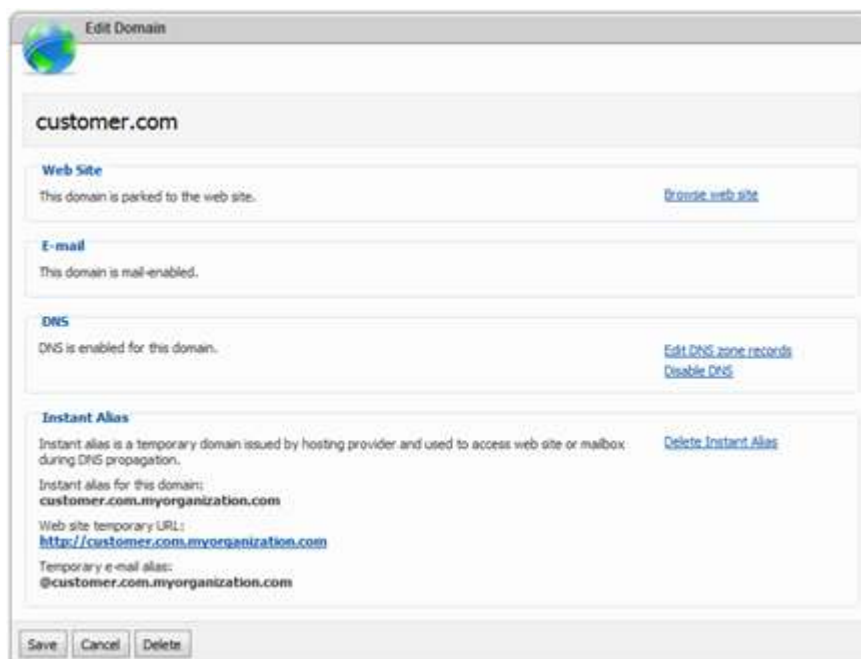 Edit Domain
customer.com
Web Site
This domain is parked to the web site.
Browse web site
E-mail
This domain is mail-enabled.
DNS
DNS is enabled for this domain.
Edit DNS zone records
Disable DNS
Instant Alias
Instant alias is a temporary domain issued by hosting provider and used to access web site or mailbox
during DNS propagation.
Delete Instant Alias
Instant alias for this domain:
customer.com.myorganization.com
Web site temporary URL:
http://customer.com.myorganization.com
Temporary e-mail alias:
@customer.com.myorganization.com
Save Cancel Delete